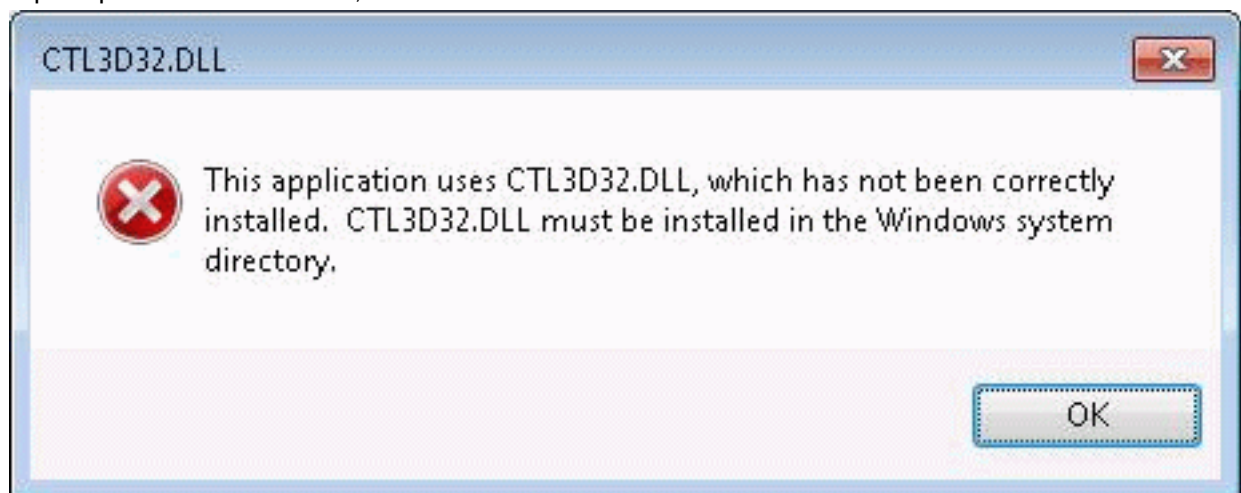 CTL3D32.DLL
This application uses CTL3D32.DLL, which has not been correctly
installed.  CTL3D32.DLL must be installed in the Windows system
directory.
OK